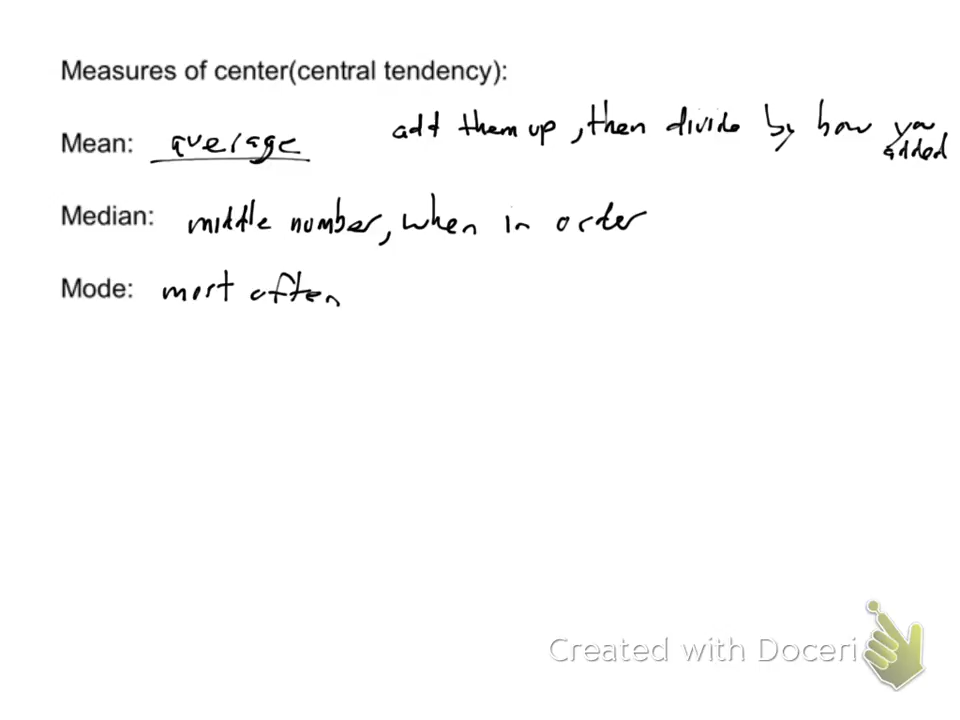 Measures of center(central tendency):
Mean: average add them up, then divide by how you
added
Median: middle number, when in order
Mode: most often
Created with Doceri